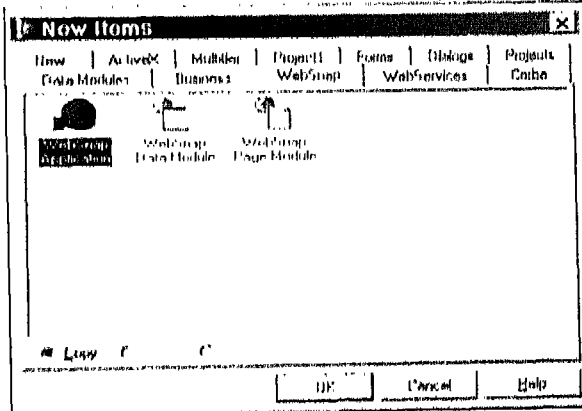 New Items
New ActiveX Multitier Project1 Forms Dialogs Projects
Data Modules Business WebSnap WebServices Corba
WebSnap Application WebSnap Data Module WebSnap Page Module
Copy
OK Cancel Help